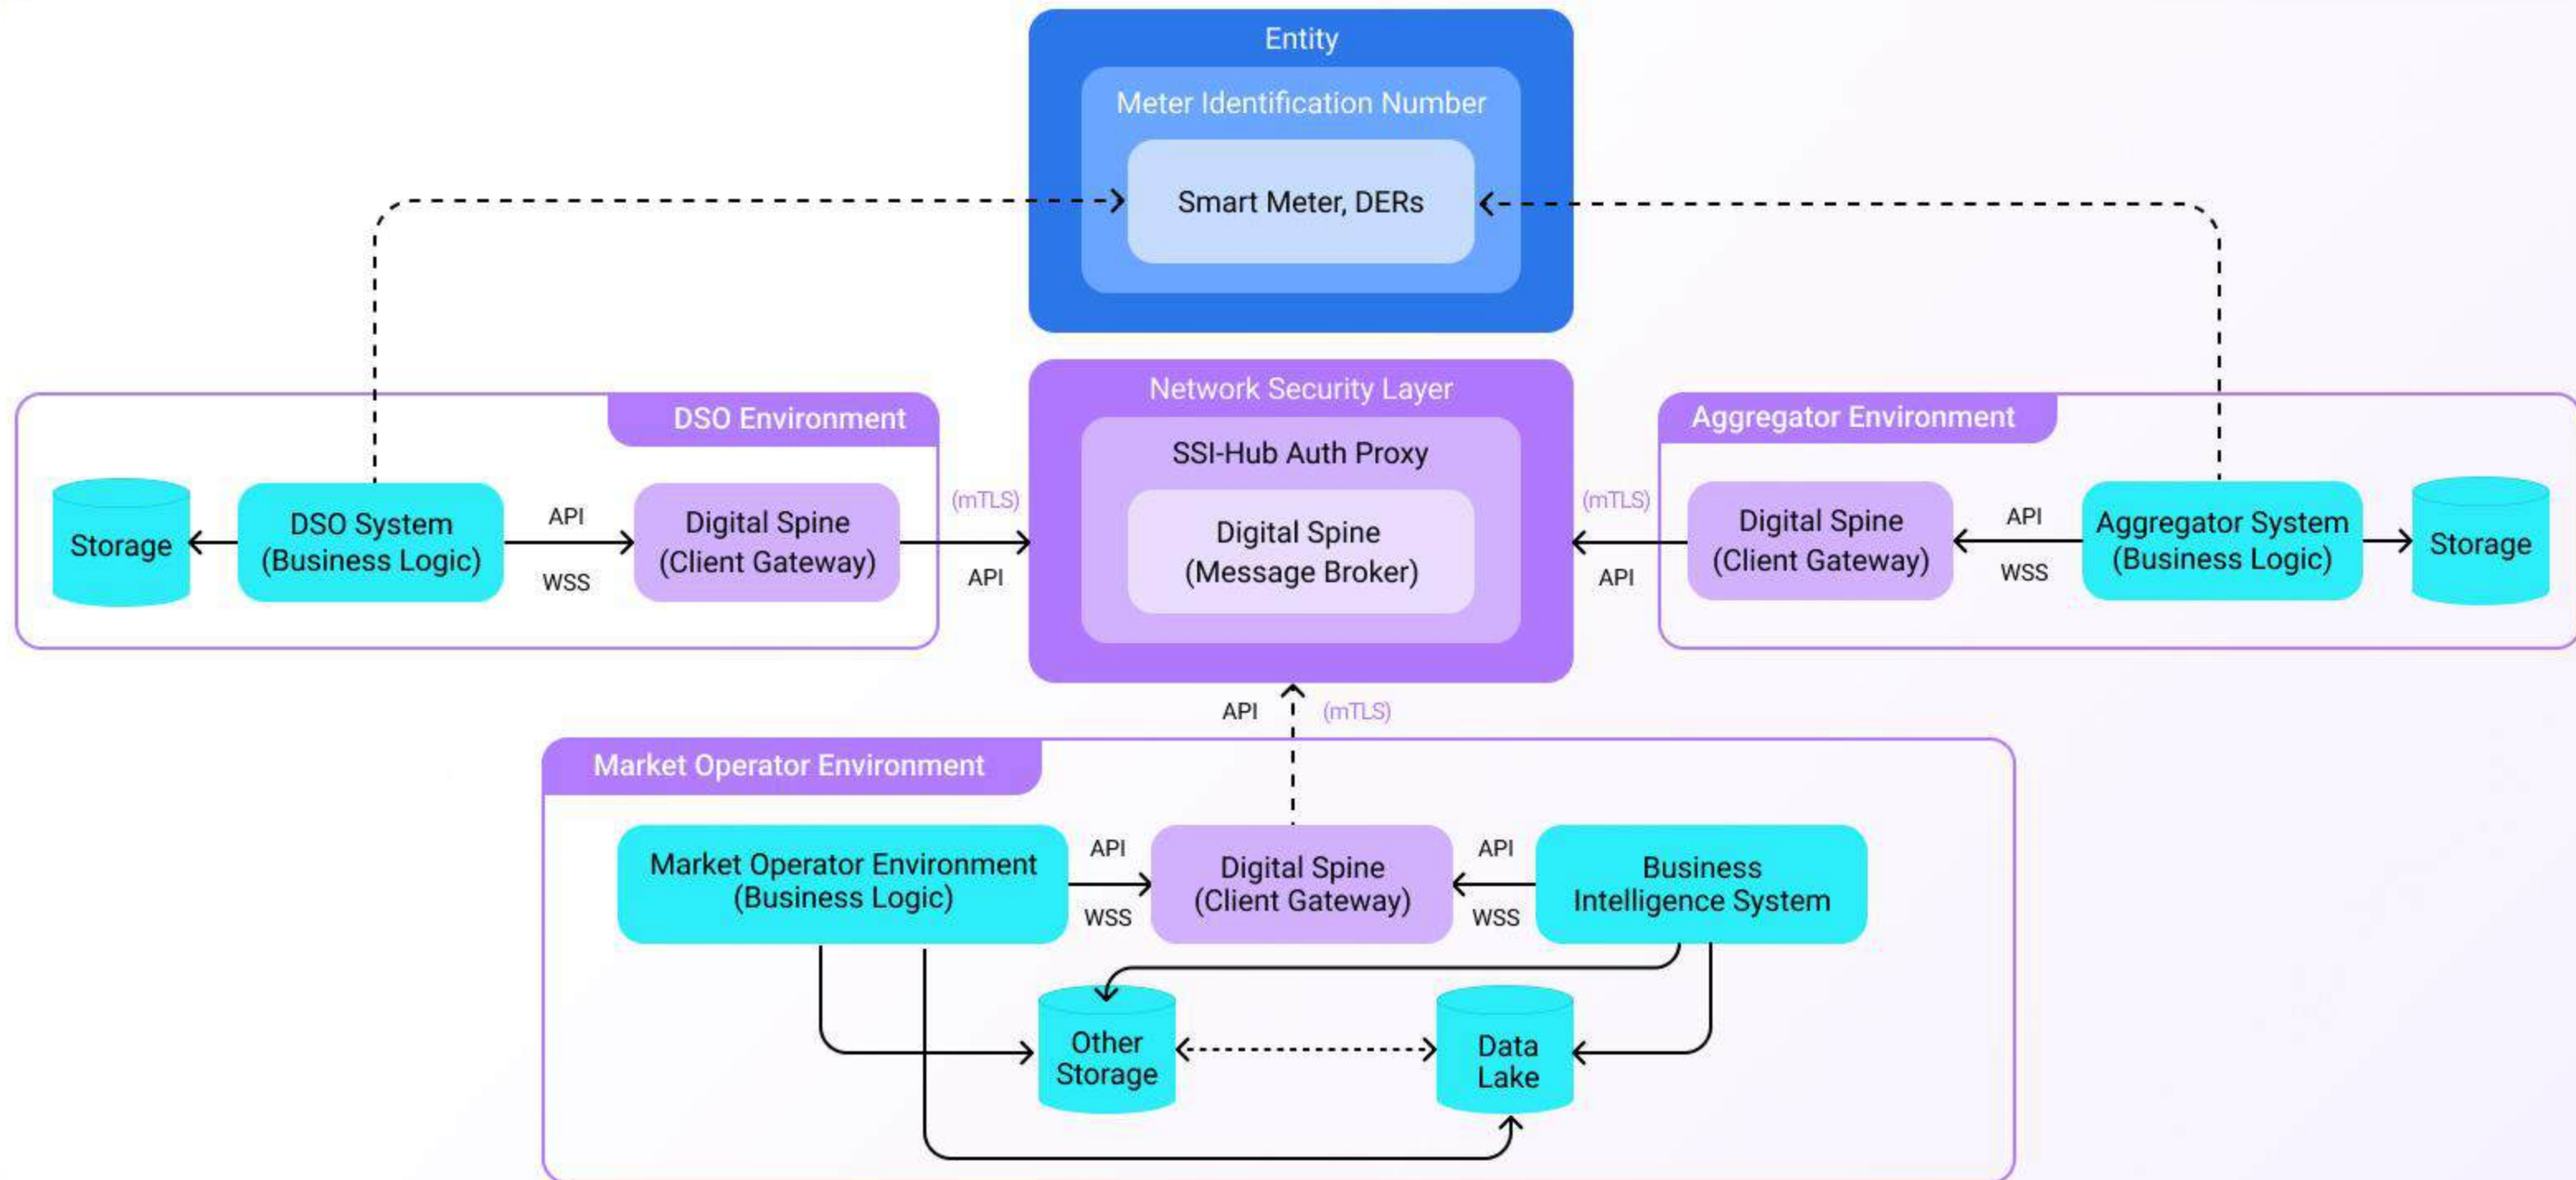 Entity
Meter Identification Number
Smart Meter, DERs
Network Security Layer
SSI-Hub Auth Proxy
Digital Spine
(Message Broker)
DSO Environment
Storage
DSO System
(Business Logic)
API
WSS
Digital Spine
(Client Gateway)
(mTLS)
API
Aggregator Environment
(mTLS)
API
Digital Spine
(Client Gateway)
API
WSS
Aggregator System
(Business Logic)
Storage
API
(mTLS)
Market Operator Environment
Market Operator Environment
(Business Logic)
API
WSS
Digital Spine
(Client Gateway)
API
WSS
Business
Intelligence System
Other
Storage
Data
Lake